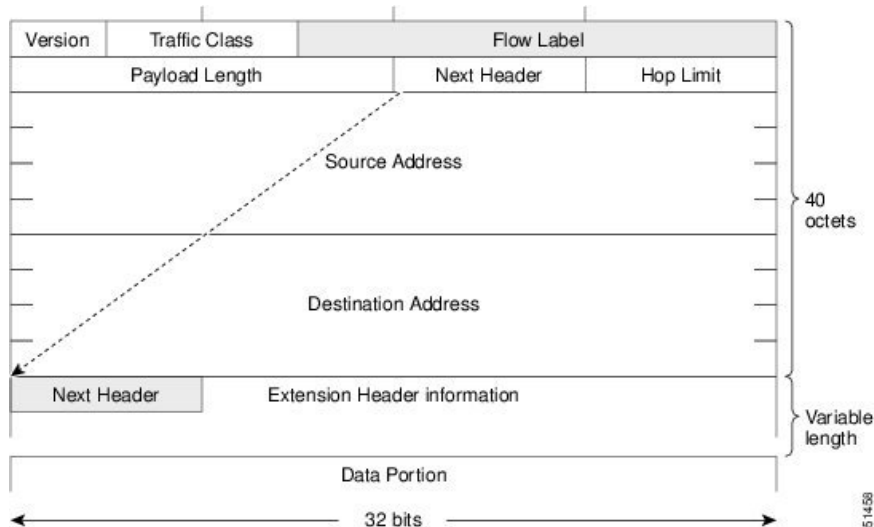 Version Traffic Class Flow Label
Payload Length Next Header Hop Limit
Source Address
40
octets
Destination Address
Next Header Extension Header information
Variable
length
Data Portion
32 bits
51458